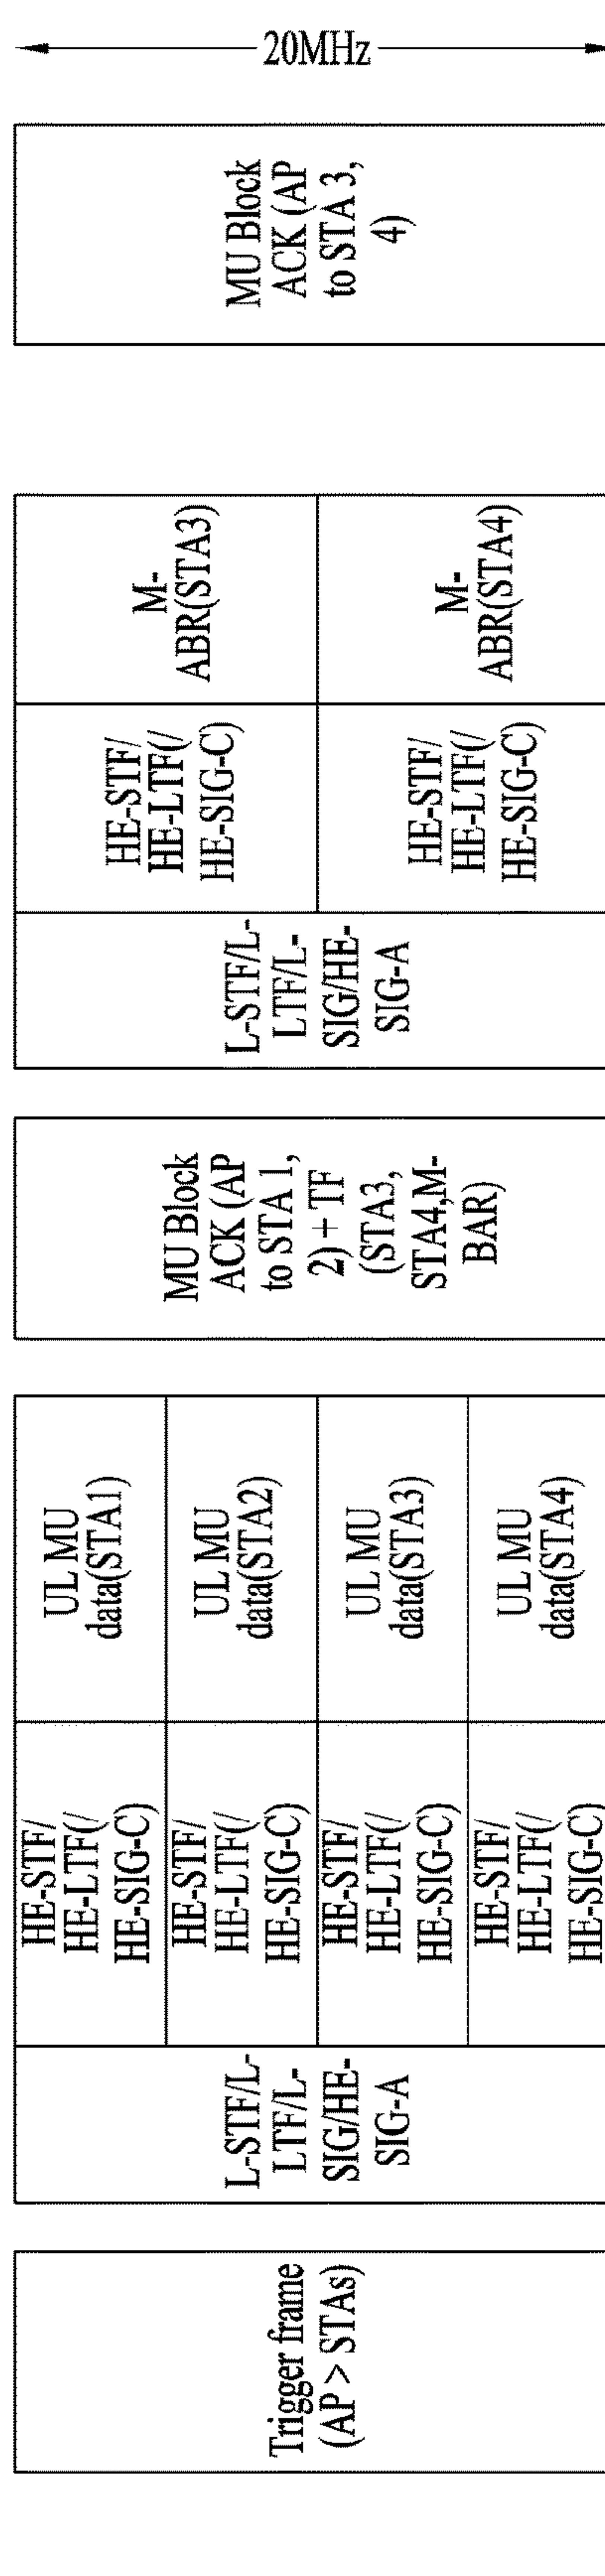 Trigger frame
(AP > STAs)
L-STF/L-
LTF/L-
SIG/HE-
SIG-A
HE-STF/
HE-LTF(/
HE-SIG-C)
UL MU
data(STA1)
HE-STF/
HE-LTF(/
HE-SIG-C)
UL MU
data(STA2)
HE-STF/
HE-LTF(/
HE-SIG-C)
UL MU
data(STA3)
HE-STF/
HE-LTF(/
HE-SIG-C)
UL MU
data(STA4)
MU Block
ACK (AP
to STA 1,
2) + TF
(STA3,
STA4,M-
BAR)
L-STF/L-
LTF/L-
SIG/HE-
SIG-A
HE-STF/
HE-LTF(/
HE-SIG-C)
M-
ABR(STA3)
HE-STF/
HE-LTF(/
HE-SIG-C)
M-
ABR(STA4)
MU Block
ACK (AP
to STA 3,
4)
20MHz